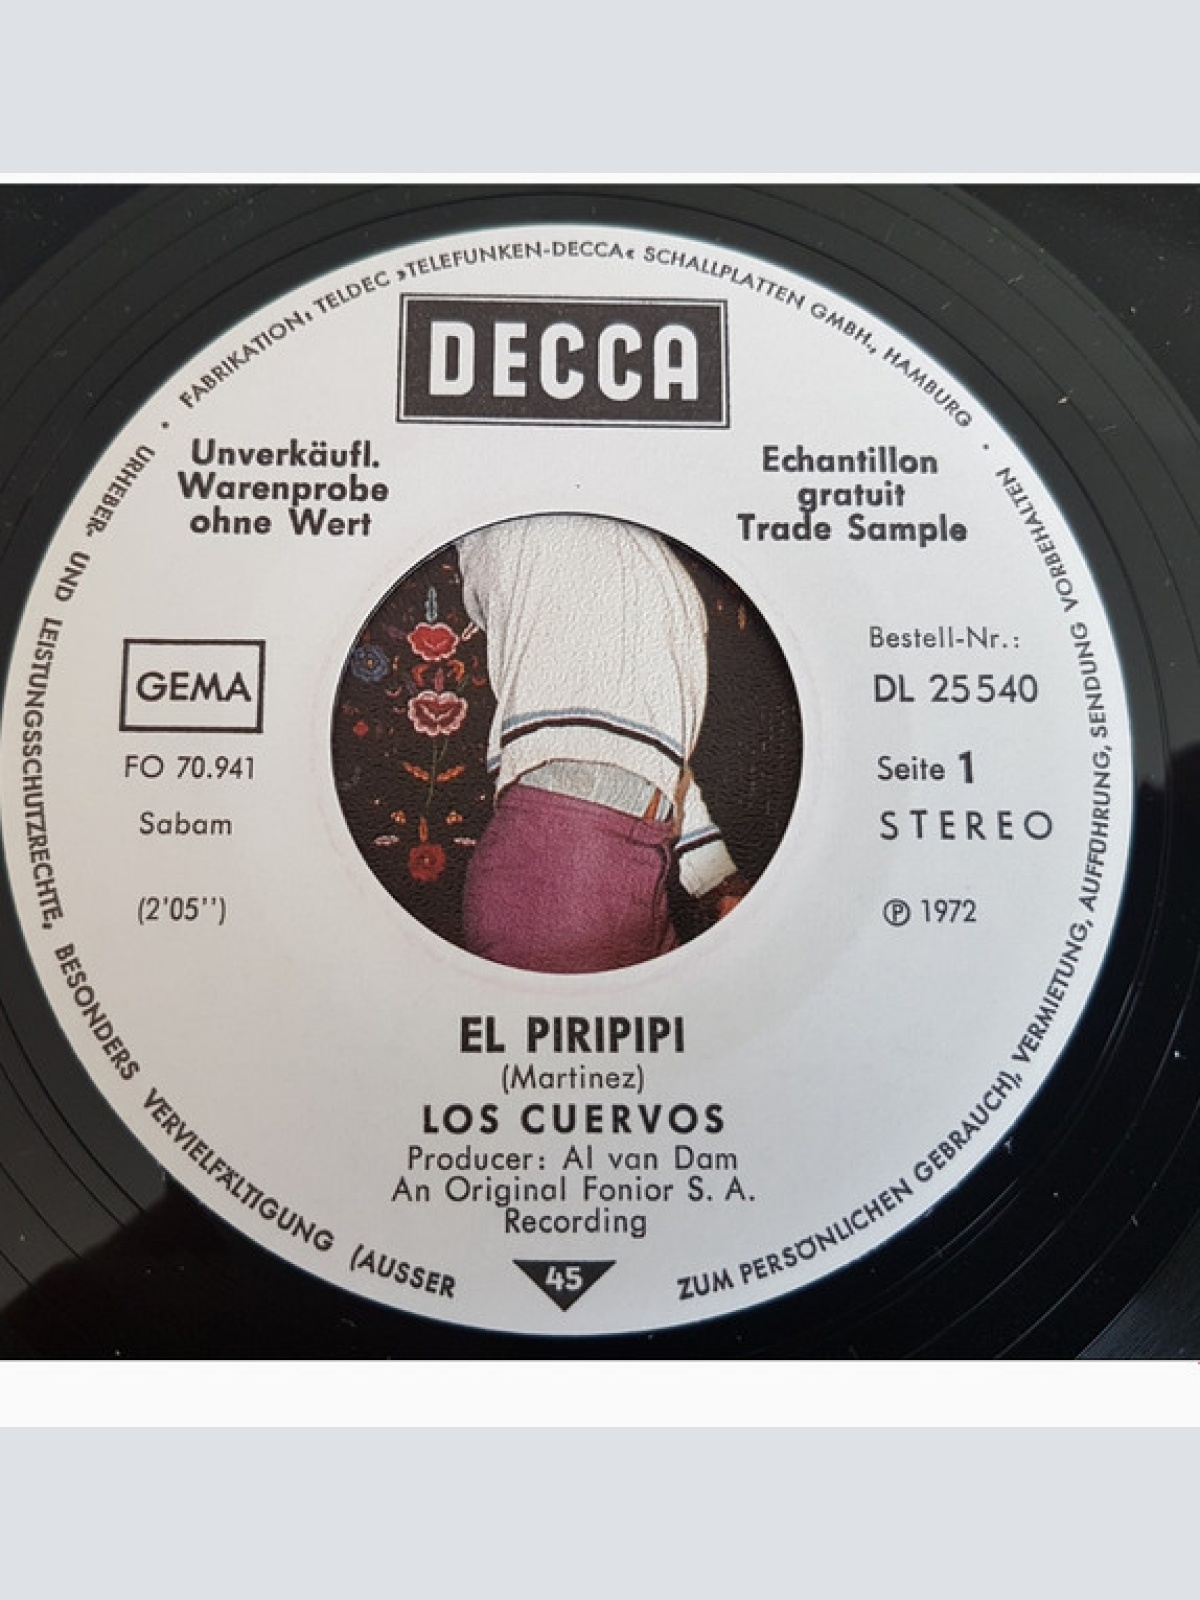 FABRIKATION: TELDEC »TELEFUNKEN-DECCA« SCHALLPLATTEN GMBH., HAMBURG ·
URHEBER- UND LEISTUNGSSCHUTZRECHTE, BESONDERS VERVIELFÄLTIGUNG (AUSSER ZUM PERSÖNLICHEN GEBRAUCH), VERMIETUNG, AUFFÜHRUNG, SENDUNG VORBEHALTEN ·
DECCA
Unverkäufl.
Warenprobe
ohne Wert
Echantillon
gratuit
Trade Sample
GEMA
FO 70.941
Sabam
(2'05'')
Bestell-Nr.:
DL 25 540
Seite 1
STEREO
Ⓟ 1972
EL PIRIPIPI
(Martinez)
LOS CUERVOS
Producer: Al van Dam
An Original Fonior S. A.
Recording
45